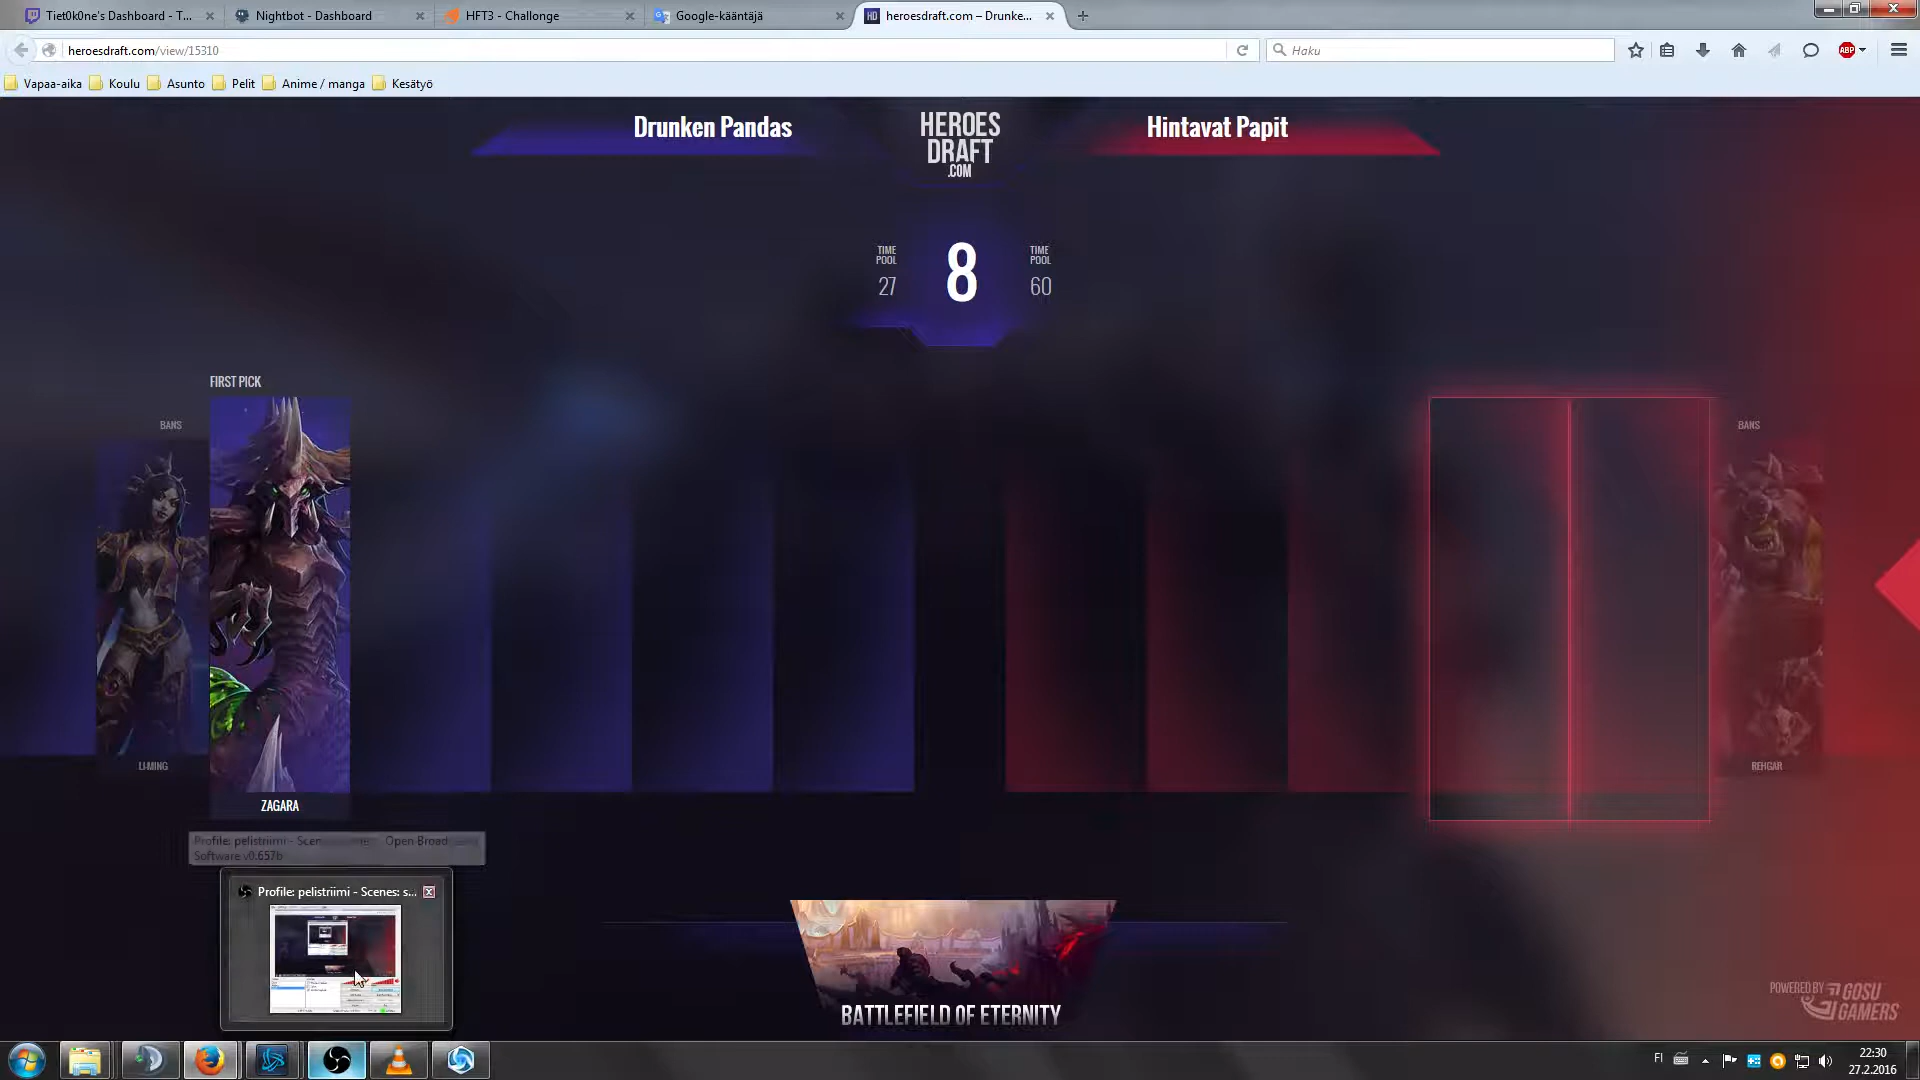 Tiet0k0ne's Dashboard - T...
Nightbot - Dashboard
HFT3 - Challonge
Google-kääntäjä
heroesdraft.com – Drunke...
heroesdraft.com/view/15310
Haku
ABP
Vapaa-aika
Koulu
Asunto
Pelit
Anime / manga
Kesätyö
Drunken Pandas
HEROES
DRAFT
.COM
Hintavat Papit
TIME
POOL
27
8
TIME
POOL
60
FIRST PICK
BANS
BANS
LI-MING
REHGAR
ZAGARA
Profile: pelistriimi - Scen
Open Broad
Software v0.657b
Profile: pelistriimi - Scenes: s...
BATTLEFIELD OF ETERNITY
POWERED BY
GOSU
GAMERS
FI
22:30
27.2.2016